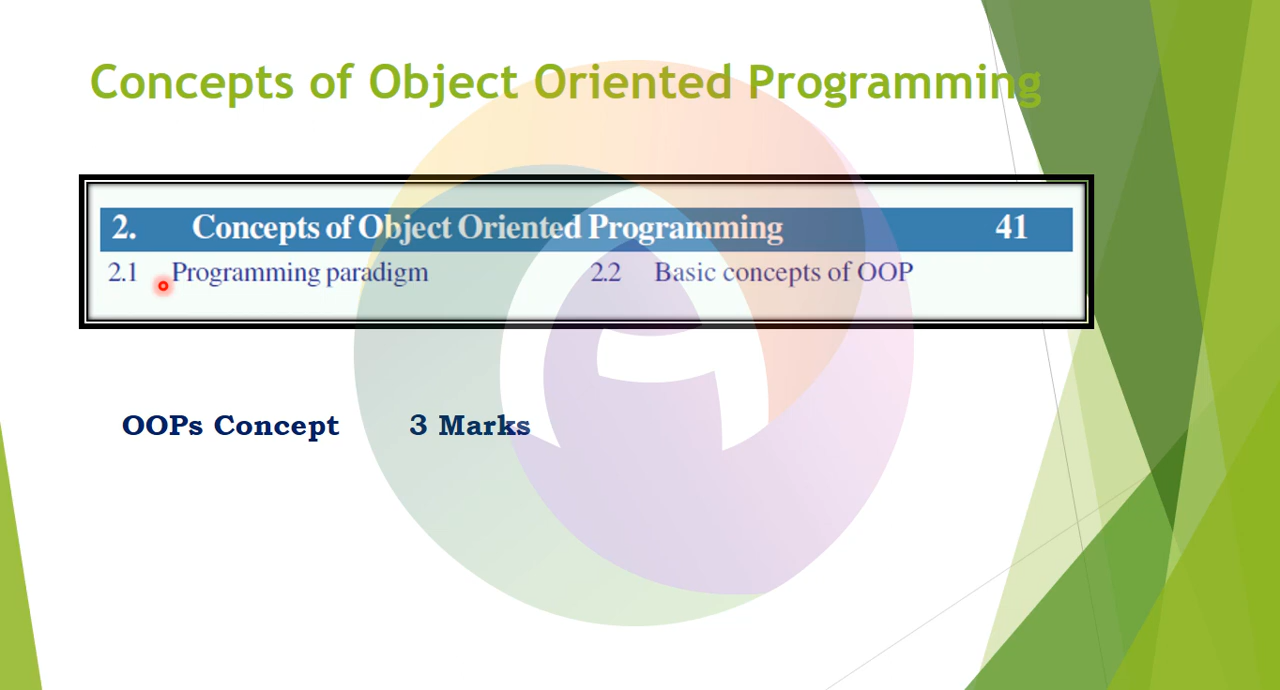 Concepts of Object Oriented Programming
2. Concepts of Object Oriented Programming 41
2.1 Programming paradigm 2.2 Basic concepts of OOP
OOPs Concept 3 Marks